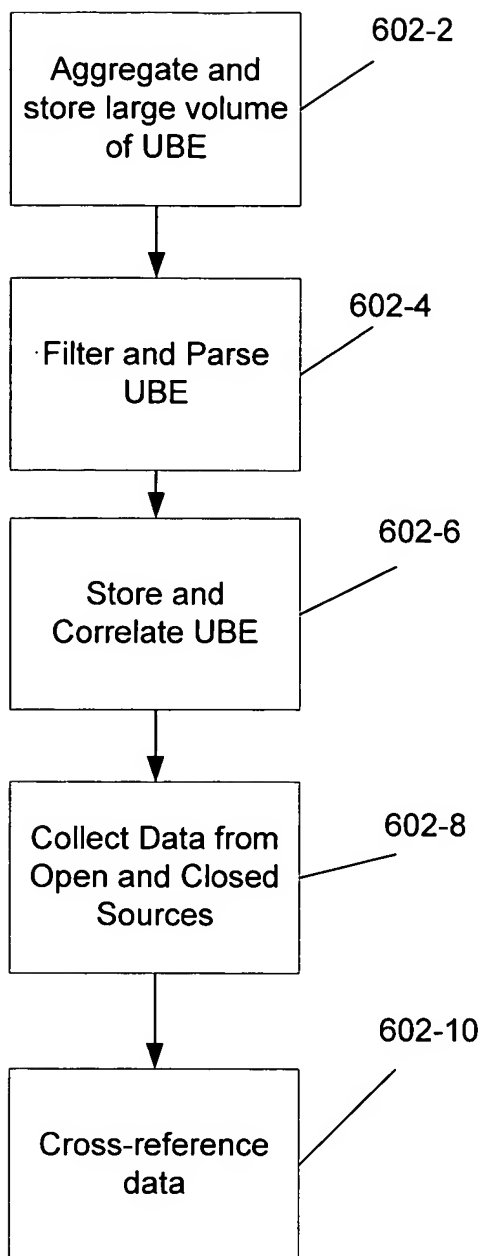 602-2
Aggregate and
store large volume
of UBE
602-4
Filter and Parse
UBE
602-6
Store and
Correlate UBE
602-8
Collect Data from
Open and Closed
Sources
602-10
Cross-reference
data